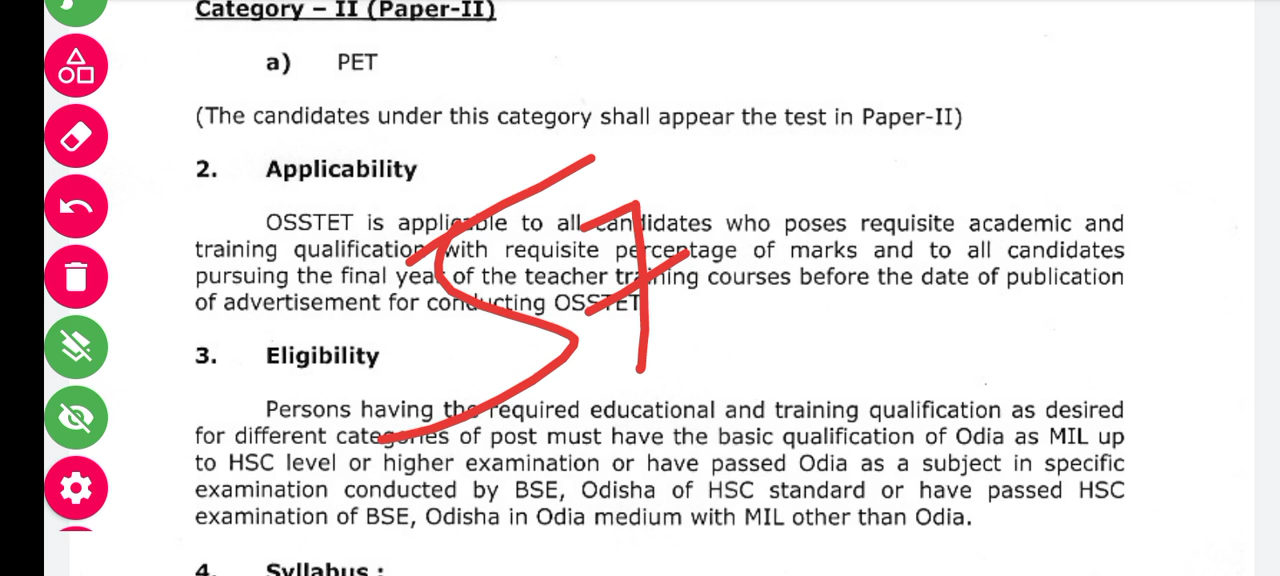 Category – II (Paper-II)
a) PET
(The candidates under this category shall appear the test in Paper-II)
2. Applicability
OSSTET is applicable to all candidates who poses requisite academic and
training qualification with requisite percentage of marks and to all candidates
pursuing the final year of the teacher training courses before the date of publication
of advertisement for conducting OSSTET
3. Eligibility
Persons having the required educational and training qualification as desired
for different categories of post must have the basic qualification of Odia as MIL up
to HSC level or higher examination or have passed Odia as a subject in specific
examination conducted by BSE, Odisha of HSC standard or have passed HSC
examination of BSE, Odisha in Odia medium with MIL other than Odia.
4. Syllabus :
57